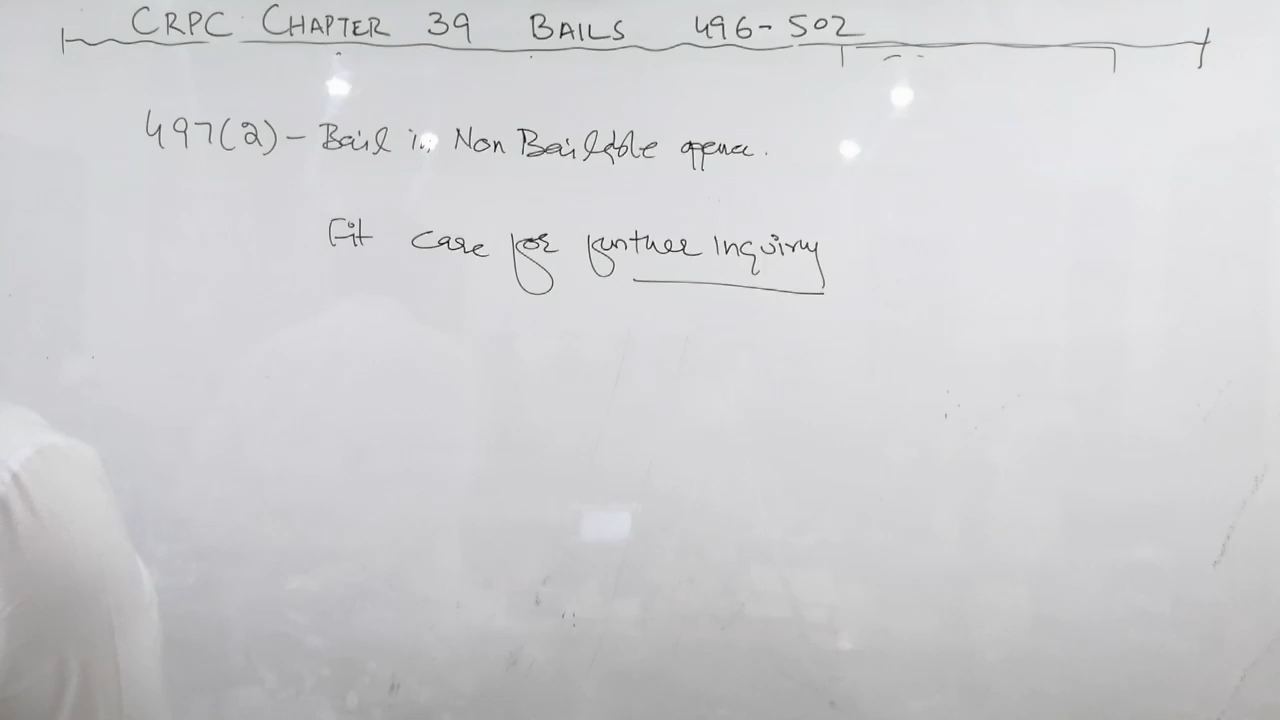 CRPC CHAPTER 39 BAILS 496-502
497(2) - Bail in Non Bailable offence.
Fit case for further Inquiry